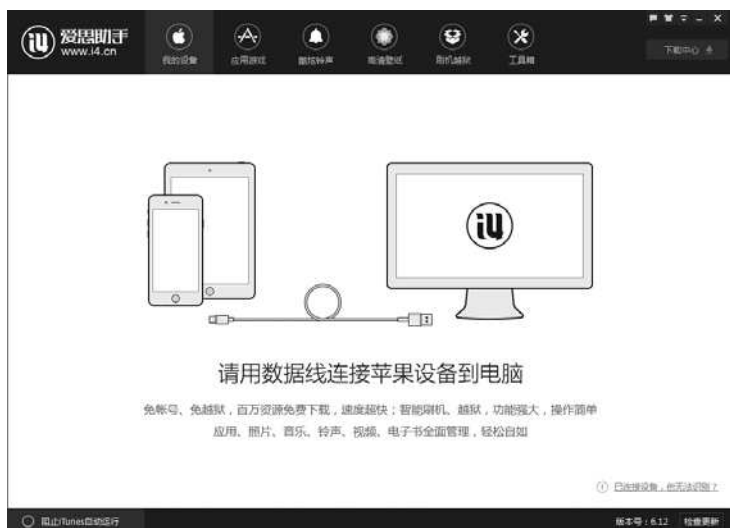 iU 爱思助手
www.i4.cn
我的设备
应用游戏
酷炫铃声
高清壁纸
刷机越狱
工具箱
下载中心
iU
请用数据线连接苹果设备到电脑
免帐号、免越狱，百万资源免费下载，速度超快；智能刷机、越狱，功能强大，操作简单
应用、照片、音乐、铃声、视频、电子书全面管理，轻松自如
已连接设备，但无法识别？
阻止iTunes自动运行
版本号：6.12 检查更新